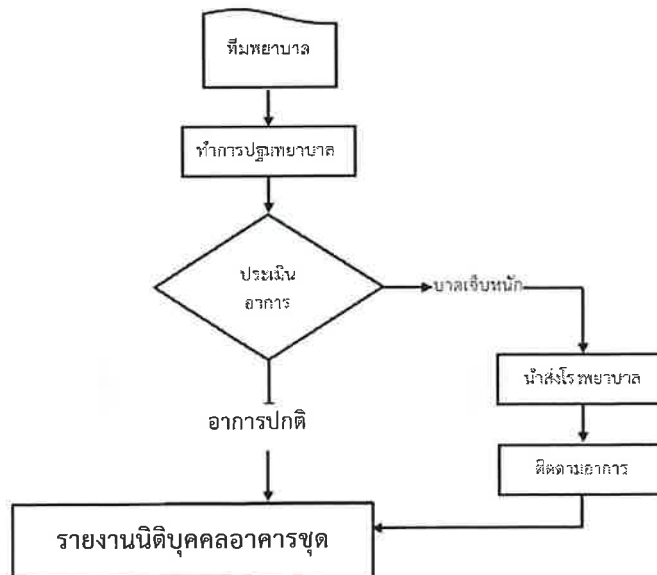 ทีมพยาบาล
ทำการปฐมพยาบาล
ประเมิน
อาการ
บาดเจ็บหนัก
นำส่งโรงพยาบาล
อาการปกติ
ติดตามอาการ
รายงานนิติบุคคลอาคารชุด